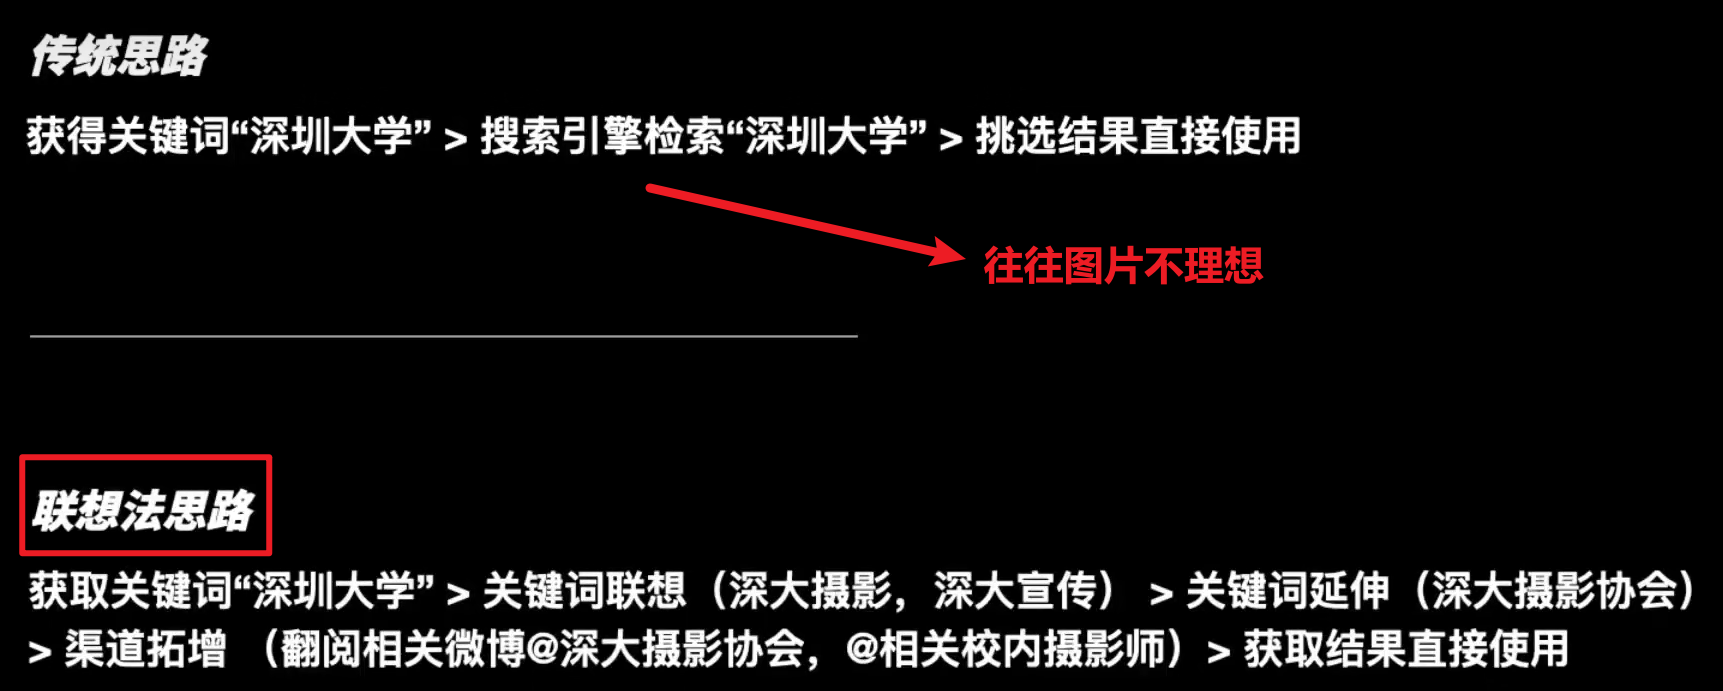 传统思路
获得关键词“深圳大学” > 搜索引擎检索“深圳大学” > 挑选结果直接使用
往往图片不理想
联想法思路
获取关键词“深圳大学” > 关键词联想（深大摄影，深大宣传） > 关键词延伸（深大摄影协会）
> 渠道拓增 （翻阅相关微博@深大摄影协会，@相关校内摄影师）> 获取结果直接使用